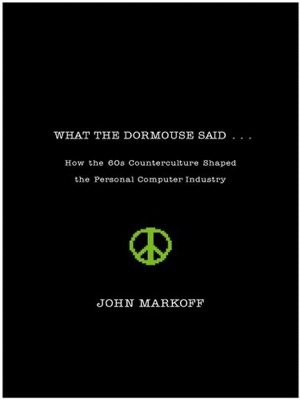 WHAT THE DORMOUSE SAID . . .
How the 60s Counterculture Shaped
the Personal Computer Industry
JOHN MARKOFF